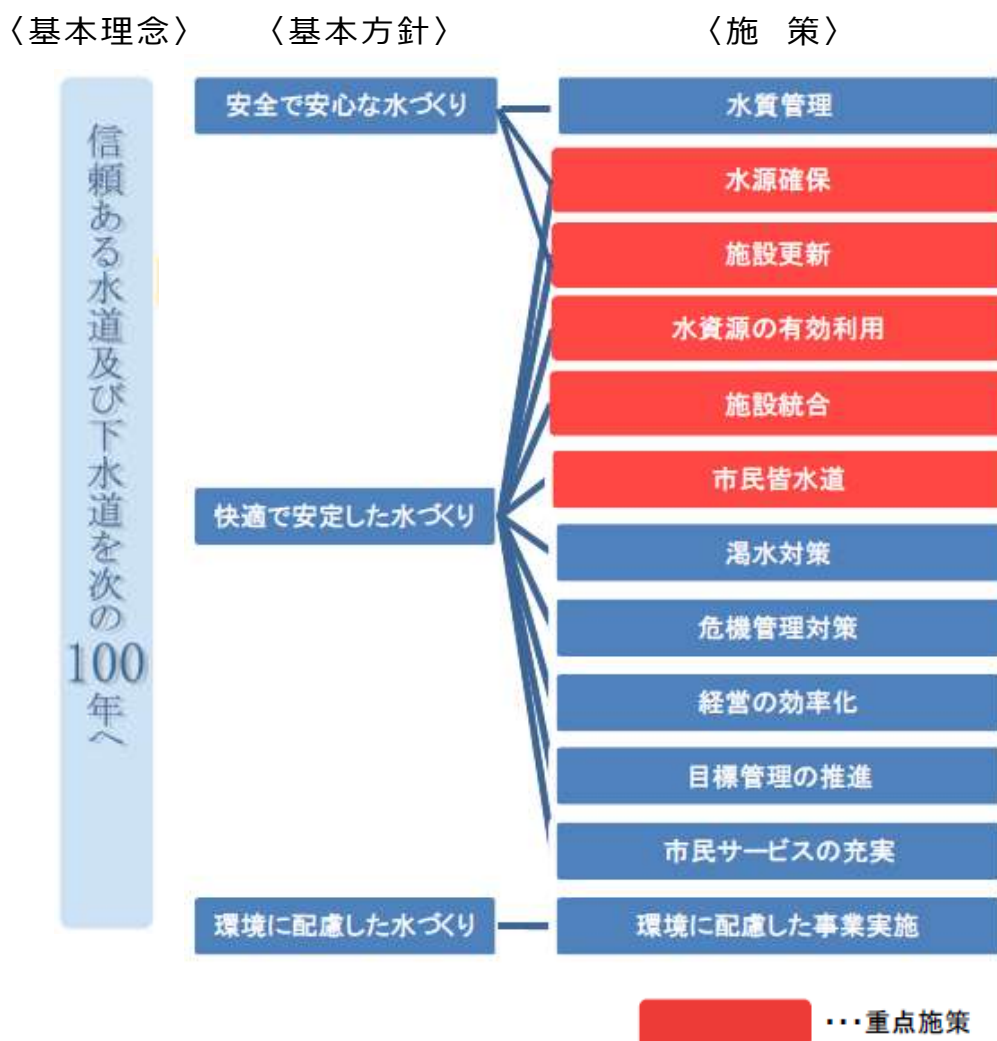 〈基本理念〉 〈基本方針〉 〈施 策〉
信頼ある水道及び下水道を次の100年へ
安全で安心な水づくり
快適で安定した水づくり
環境に配慮した水づくり
水質管理
水源確保
施設更新
水資源の有効利用
施設統合
市民皆水道
渇水対策
危機管理対策
経営の効率化
目標管理の推進
市民サービスの充実
環境に配慮した事業実施
･･･重点施策